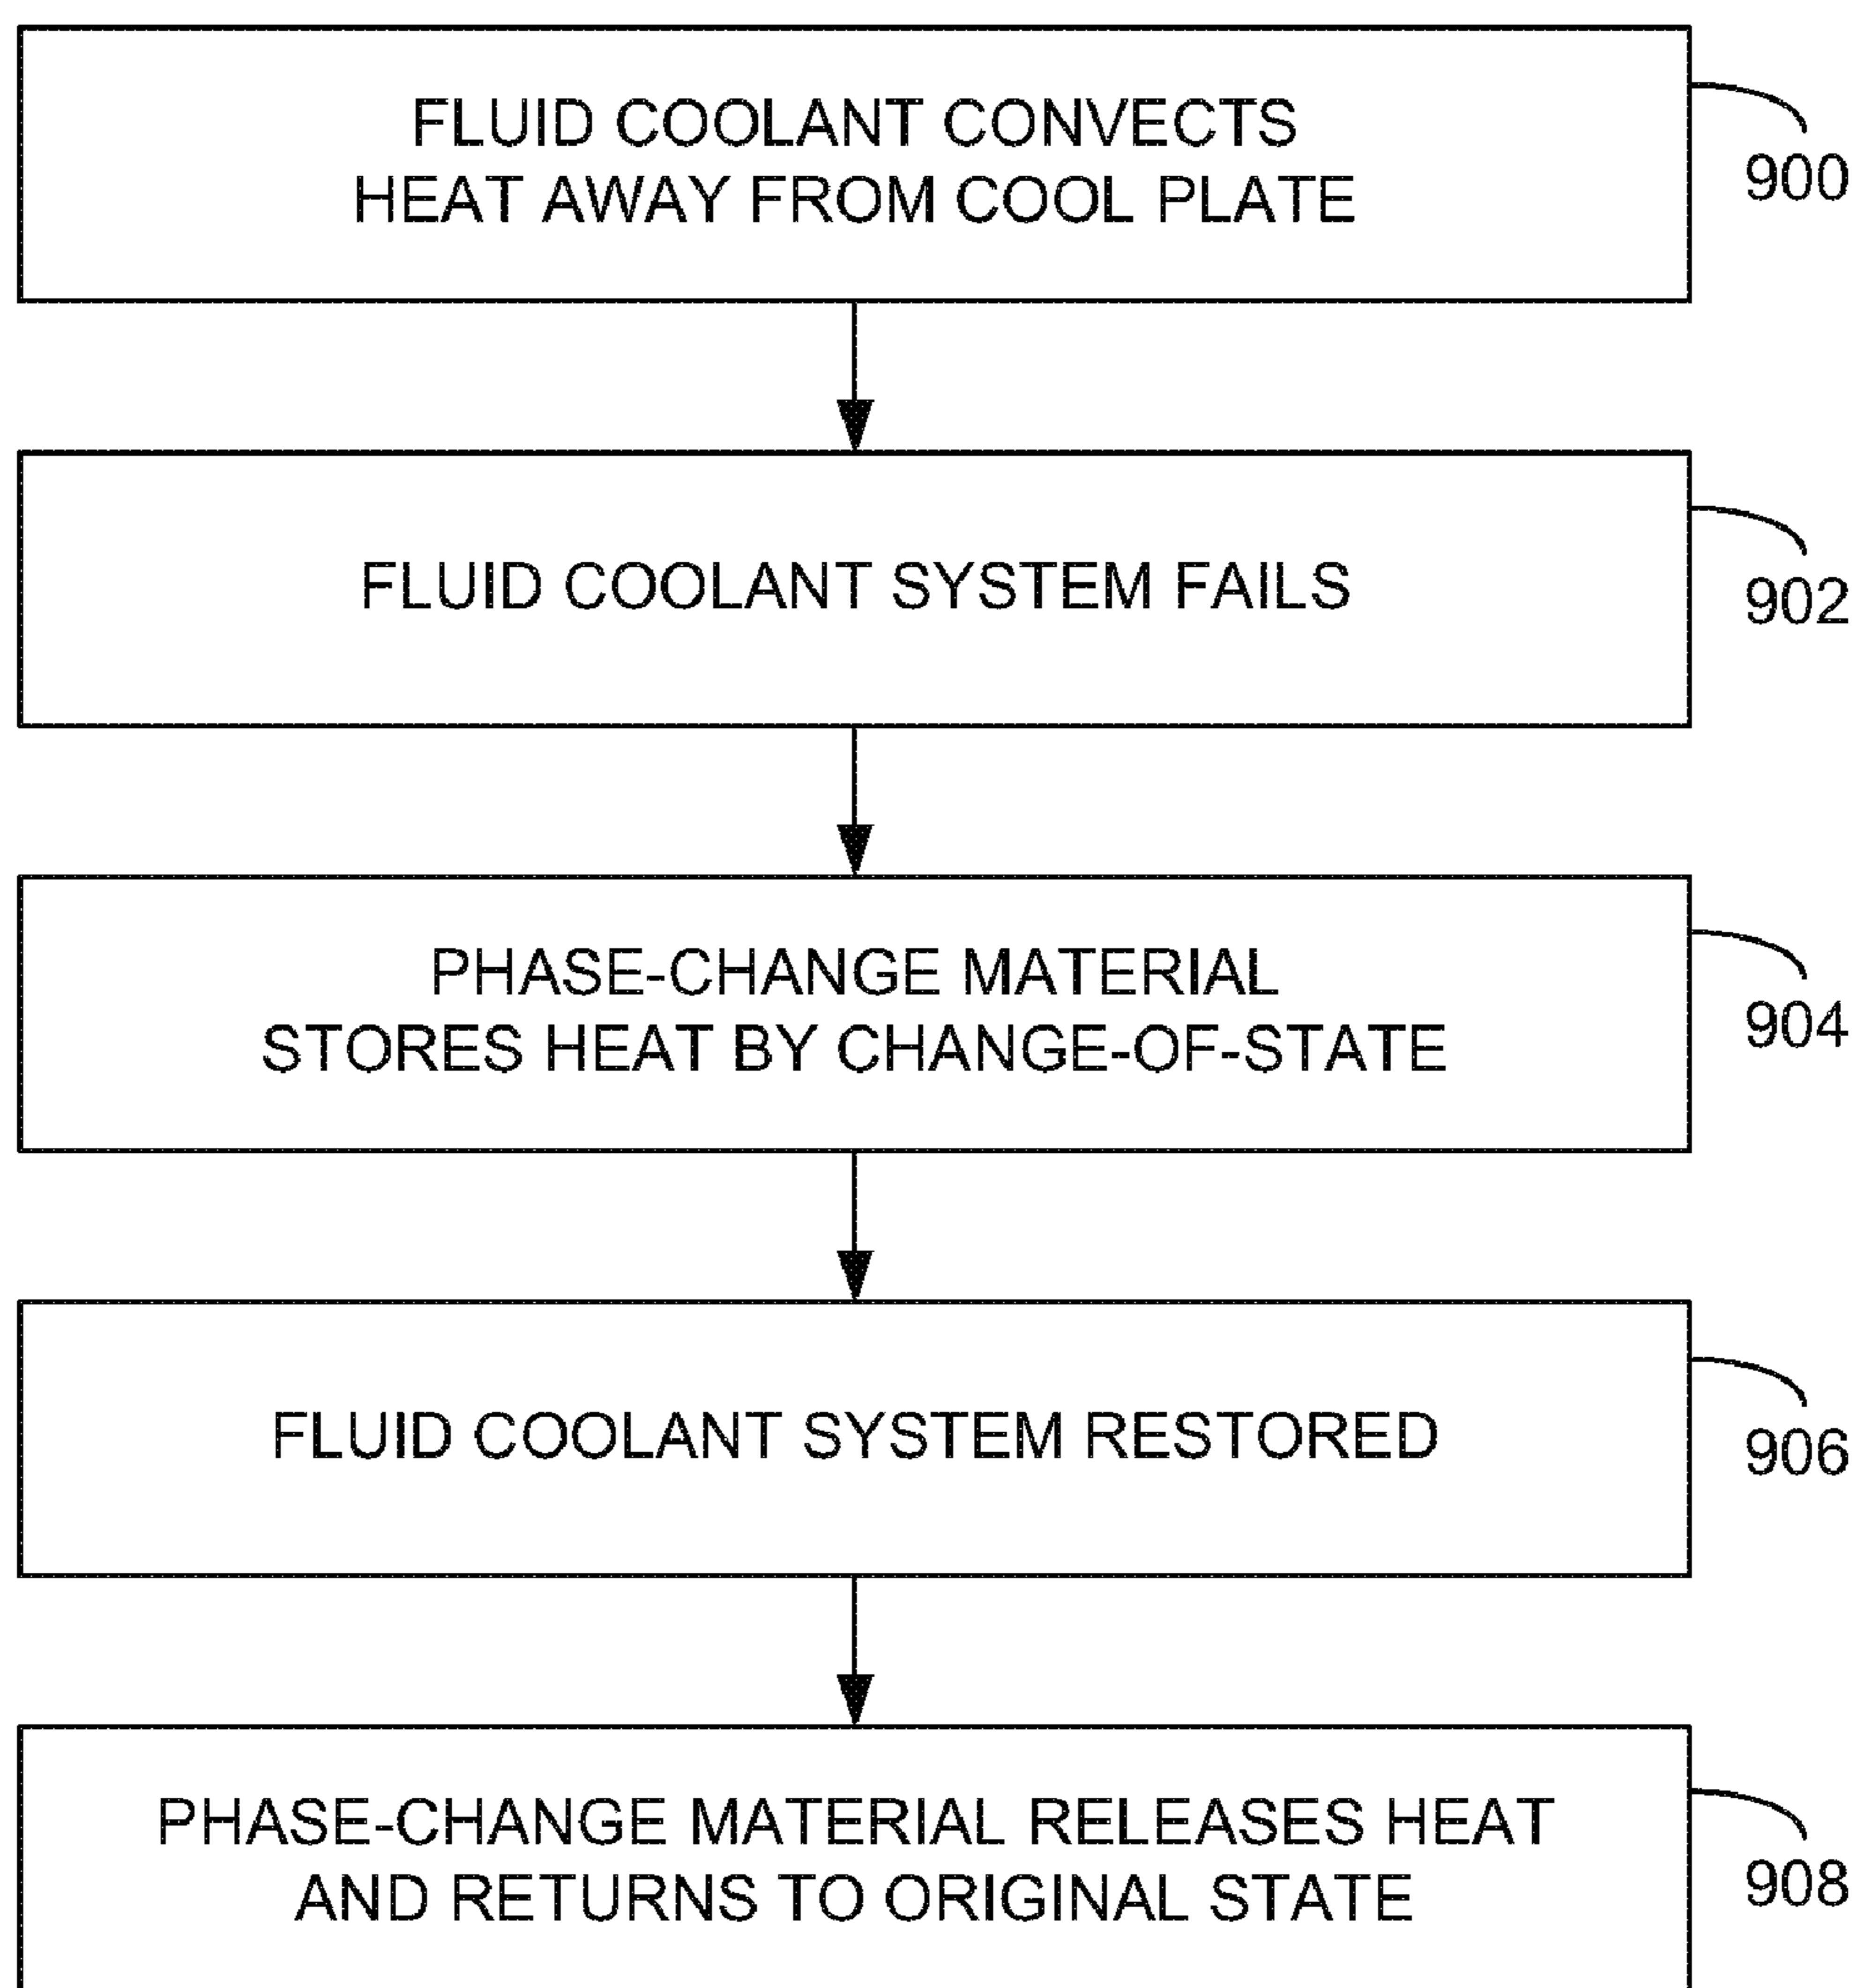 FLUID COOLANT CONVECTS
HEAT AWAY FROM COOL PLATE
900
FLUID COOLANT SYSTEM FAILS
902
PHASE-CHANGE MATERIAL
STORES HEAT BY CHANGE-OF-STATE
904
FLUID COOLANT SYSTEM RESTORED
906
PHASE-CHANGE MATERIAL RELEASES HEAT
AND RETURNS TO ORIGINAL STATE
908